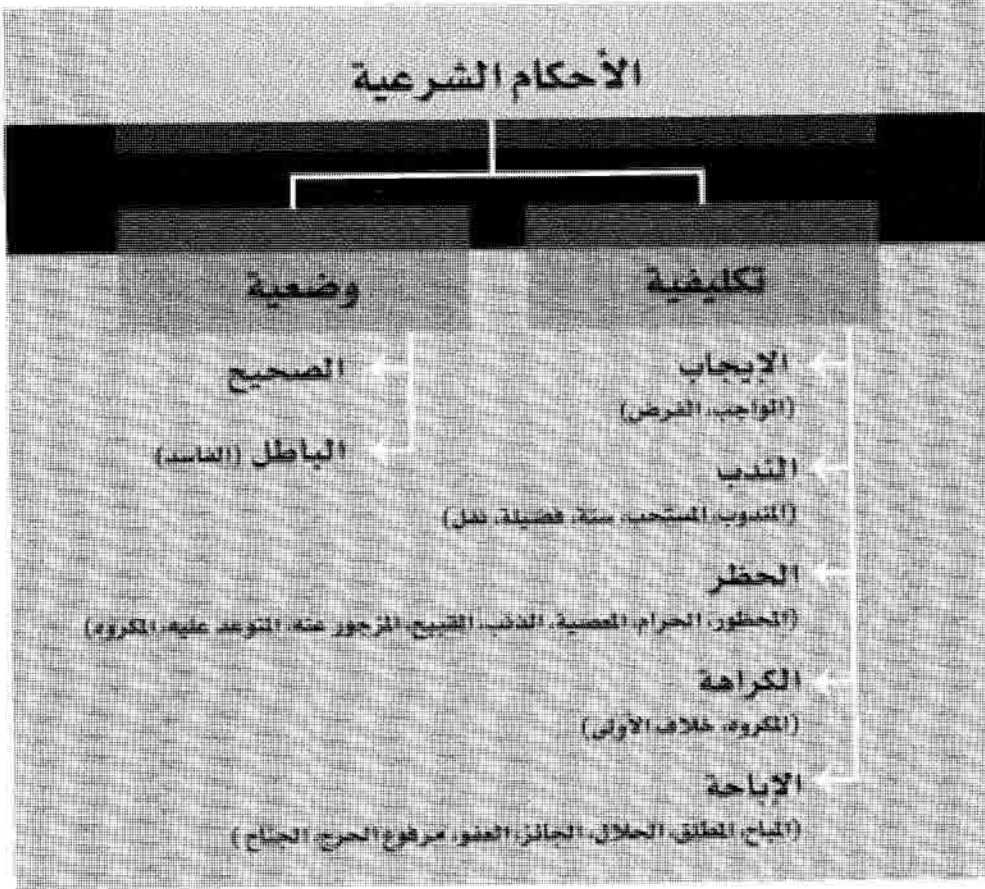 الأحكام الشرعية
تكليفية
الإيجاب
(الواجب، الفرض)
الندب
(المندوب، المستحب، سنة، فضيلة، نفل)
الحظر
(المحظور، الحرام، المعصية، الذنب، القبيح، المزجور عنه، المتوعد عليه، المكروه)
الكراهة
(المكروه، خلاف الأولى)
الإباحة
(المباح، المطلق، الحلال، الجائز، العفو، مرفوع الحرج، الجناح)
وضعية
الصحيح
الباطل (الفاسد)